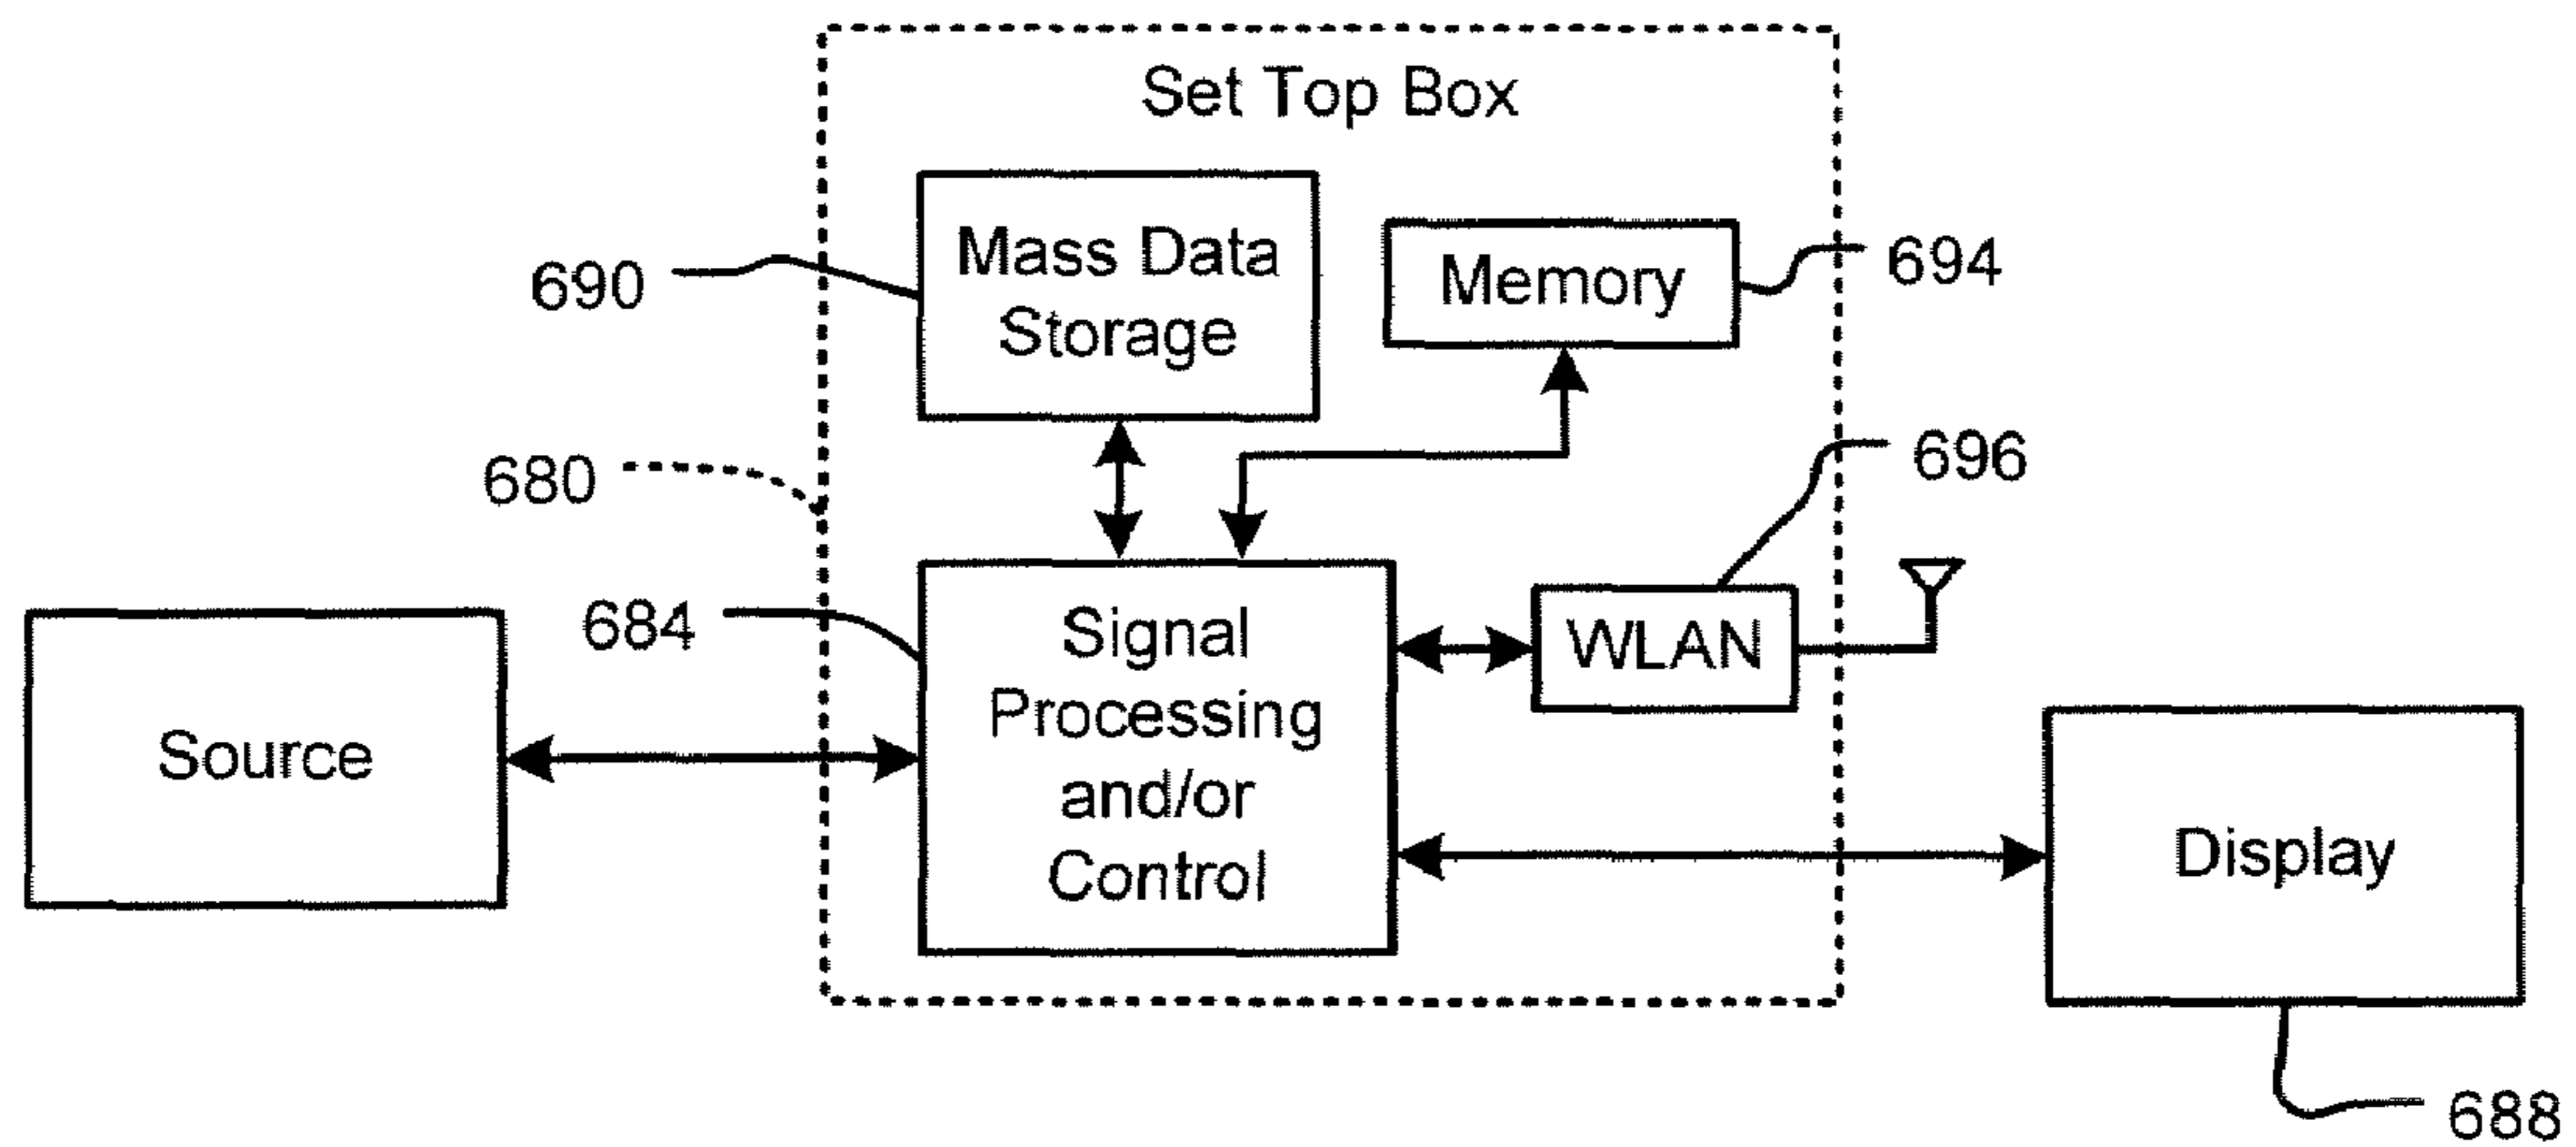 Set Top Box
Mass Data
Storage
690
Memory
694
680
696
684
Signal
Processing
and/or
Control
WLAN
Source
Display
688